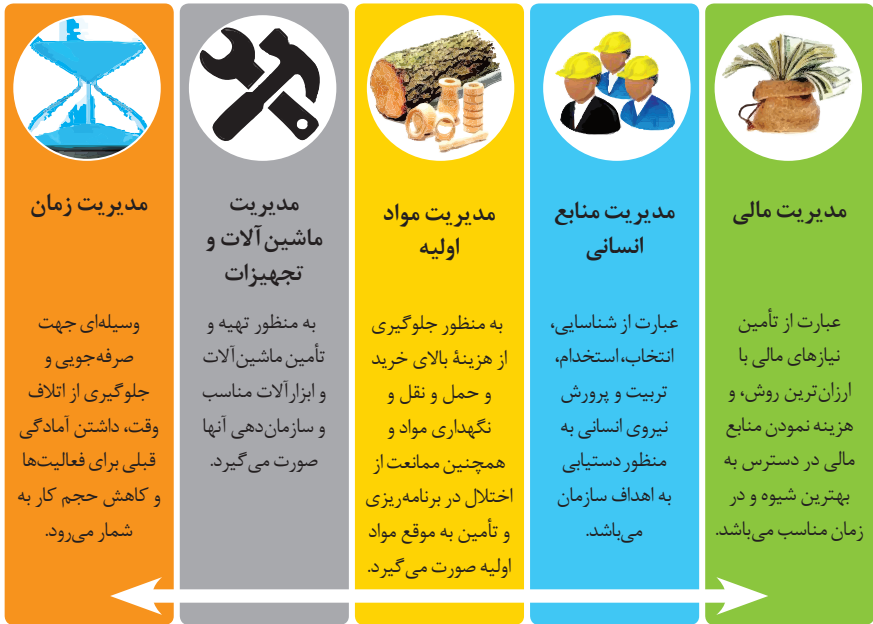 مدیریت مالی
عبارت از تأمین
نیازهای مالی با
ارزان‌ترین روش، و
هزینه نمودن منابع
مالی در دسترس به
بهترین شیوه و در
زمان مناسب می‌باشد.
مدیریت منابع
انسانی
عبارت از شناسایی،
انتخاب، استخدام،
تربیت و پرورش
نیروی انسانی به
منظور دستیابی
به اهداف سازمان
می‌باشد.
مدیریت مواد
اولیه
به منظور جلوگیری
از هزینۀ بالای خرید
و حمل و نقل و
نگهداری مواد و
همچنین ممانعت از
اختلال در برنامه‌ریزی
و تأمین به موقع مواد
اولیه صورت می‌گیرد.
مدیریت
ماشین‌آلات و
تجهیزات
به منظور تهیه و
تأمین ماشین‌آلات
و ابزارآلات مناسب
و سازمان‌دهی آنها
صورت می‌گیرد.
مدیریت زمان
وسیله‌ای جهت
صرفه‌جویی و
جلوگیری از اتلاف
وقت، داشتن آمادگی
قبلی برای فعالیت‌ها
و کاهش حجم کار به
شمار می‌رود.